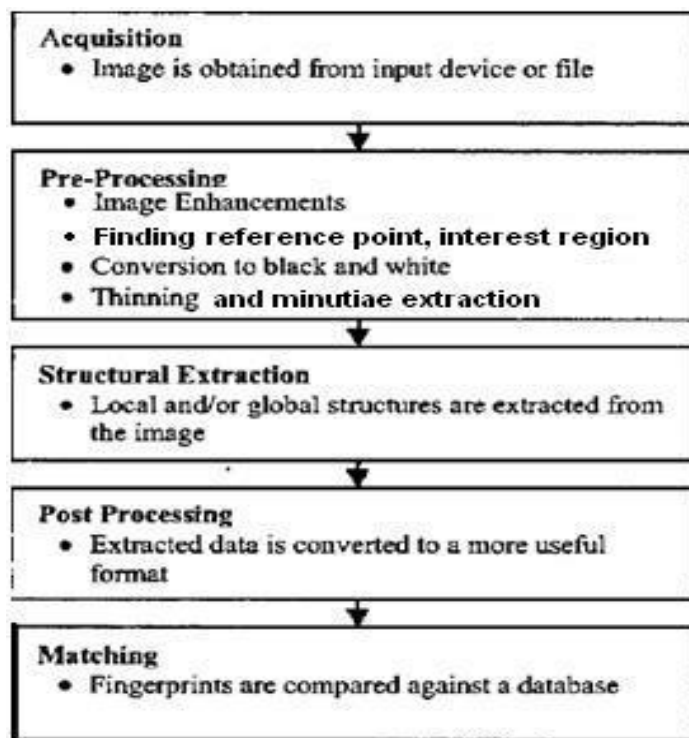 Acquisition
• Image is obtained from input device or file
Pre-Processing
• Image Enhancements
• Finding reference point, interest region
• Conversion to black and white
• Thinning and minutiae extraction
Structural Extraction
• Local and/or global structures are extracted from
the image
Post Processing
• Extracted data is converted to a more useful
format
Matching
• Fingerprints are compared against a database